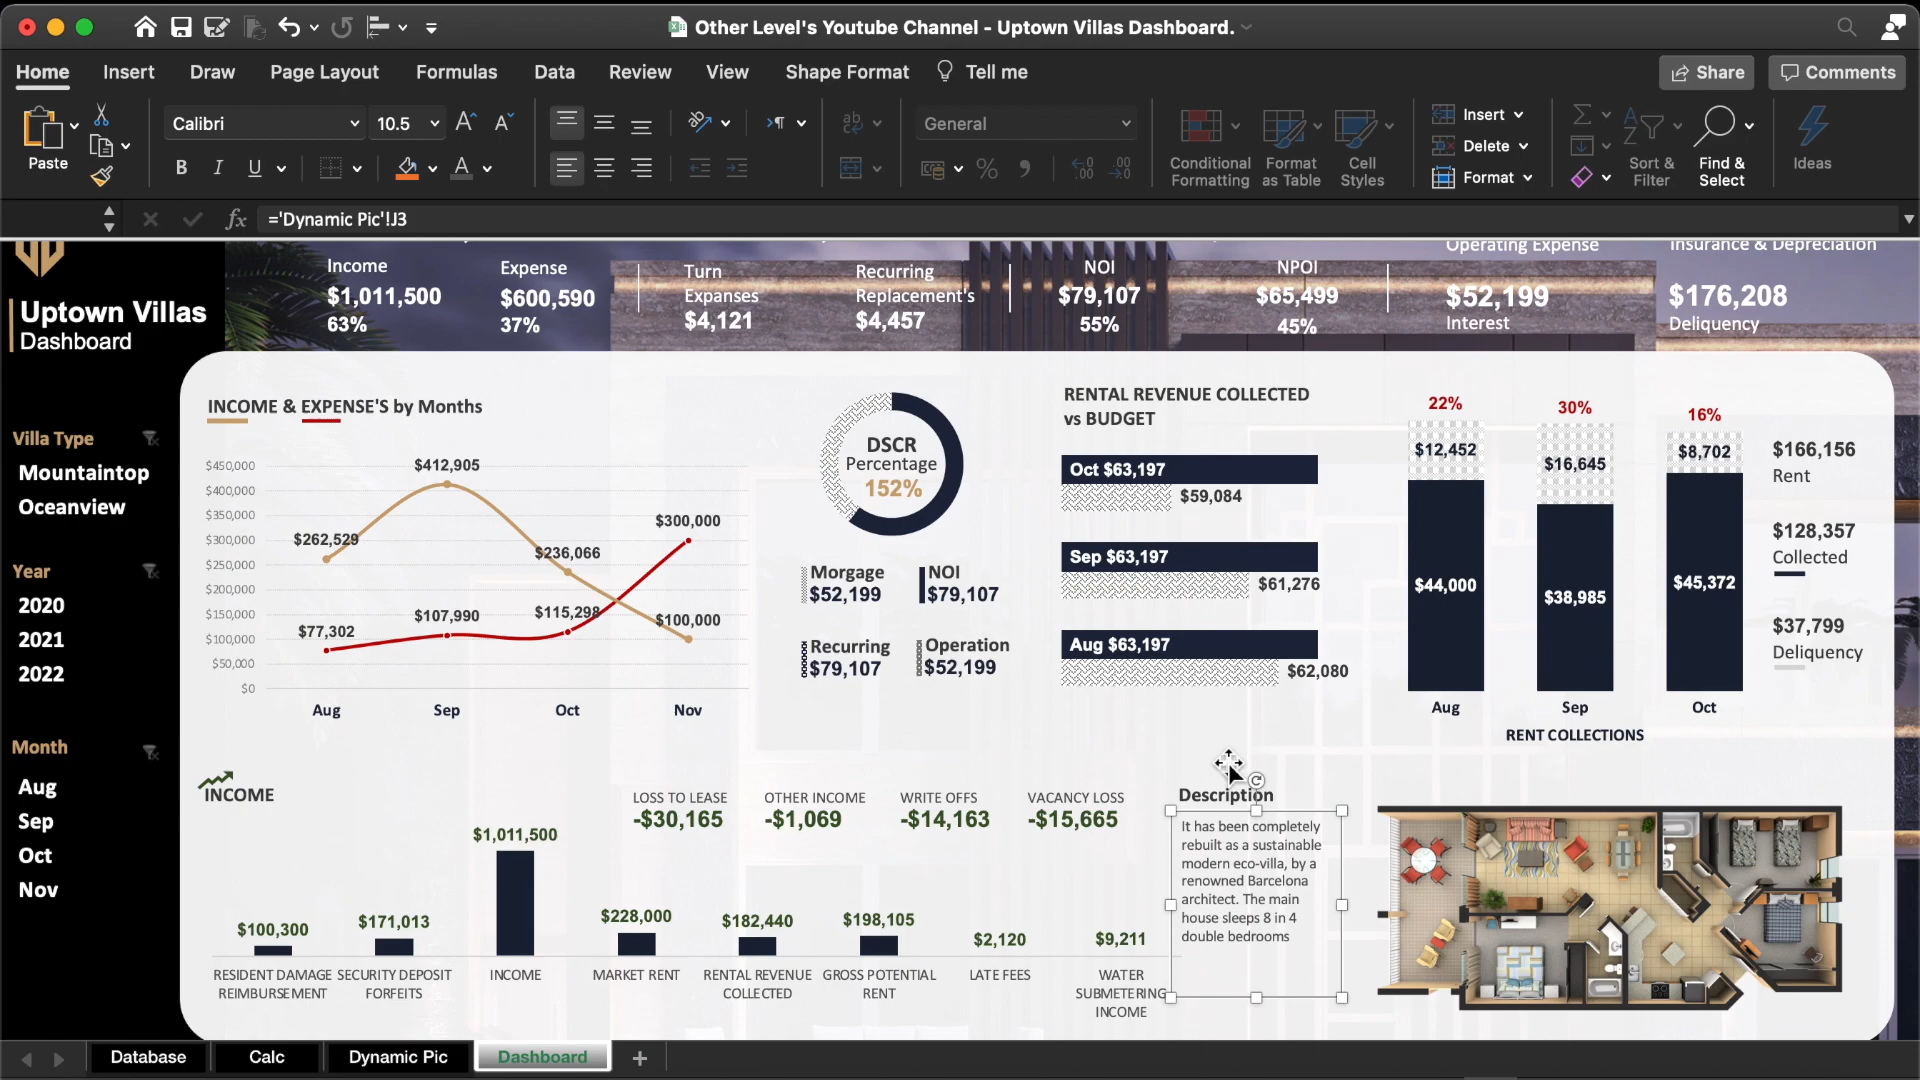 Other Level's Youtube Channel - Uptown Villas Dashboard.
Home
Insert
Draw
Page Layout
Formulas
Data
Review
View
Shape Format
Tell me
Share
Comments
Paste
Calibri
10.5
B I U
General
Conditional
Formatting
Format
as Table
Cell
Styles
Insert
Delete
Format
Sort &
Filter
Find &
Select
Ideas
fx
='Dynamic Pic'!J3
Uptown Villas
Dashboard
Income
$1,011,500
63%
Expense
$600,590
37%
Turn
Expanses
$4,121
Recurring
Replacement's
$4,457
NOI
$79,107
55%
NPOI
$65,499
45%
Operating Expense
$52,199
Interest
Insurance & Depreciation
$176,208
Deliquency
Villa Type
Mountaintop
Oceanview
Year
2020
2021
2022
Month
Aug
Sep
Oct
Nov
INCOME & EXPENSE'S by Months
$450,000
$400,000
$350,000
$300,000
$250,000
$200,000
$150,000
$100,000
$50,000
$0
$262,529
$412,905
$236,066
$100,000
$77,302
$107,990
$115,298
$300,000
Aug
Sep
Oct
Nov
DSCR
Percentage
152%
Morgage
$52,199
NOI
$79,107
Recurring
$79,107
Operation
$52,199
RENTAL REVENUE COLLECTED
vs BUDGET
Oct $63,197
$59,084
Sep $63,197
$61,276
Aug $63,197
$62,080
22%
$12,452
$44,000
Aug
30%
$16,645
$38,985
Sep
16%
$8,702
$45,372
Oct
RENT COLLECTIONS
$166,156
Rent
$128,357
Collected
$37,799
Deliquency
INCOME
LOSS TO LEASE
-$30,165
OTHER INCOME
-$1,069
WRITE OFFS
-$14,163
VACANCY LOSS
-$15,665
$100,300
$171,013
$1,011,500
$228,000
$182,440
$198,105
$2,120
$9,211
RESIDENT DAMAGE
REIMBURSEMENT
SECURITY DEPOSIT
FORFEITS
INCOME
MARKET RENT
RENTAL REVENUE
COLLECTED
GROSS POTENTIAL
RENT
LATE FEES
WATER
SUBMETERING
INCOME
Description
It has been completely
rebuilt as a sustainable
modern eco-villa, by a
renowned Barcelona
architect. The main
house sleeps 8 in 4
double bedrooms
Database
Calc
Dynamic Pic
Dashboard